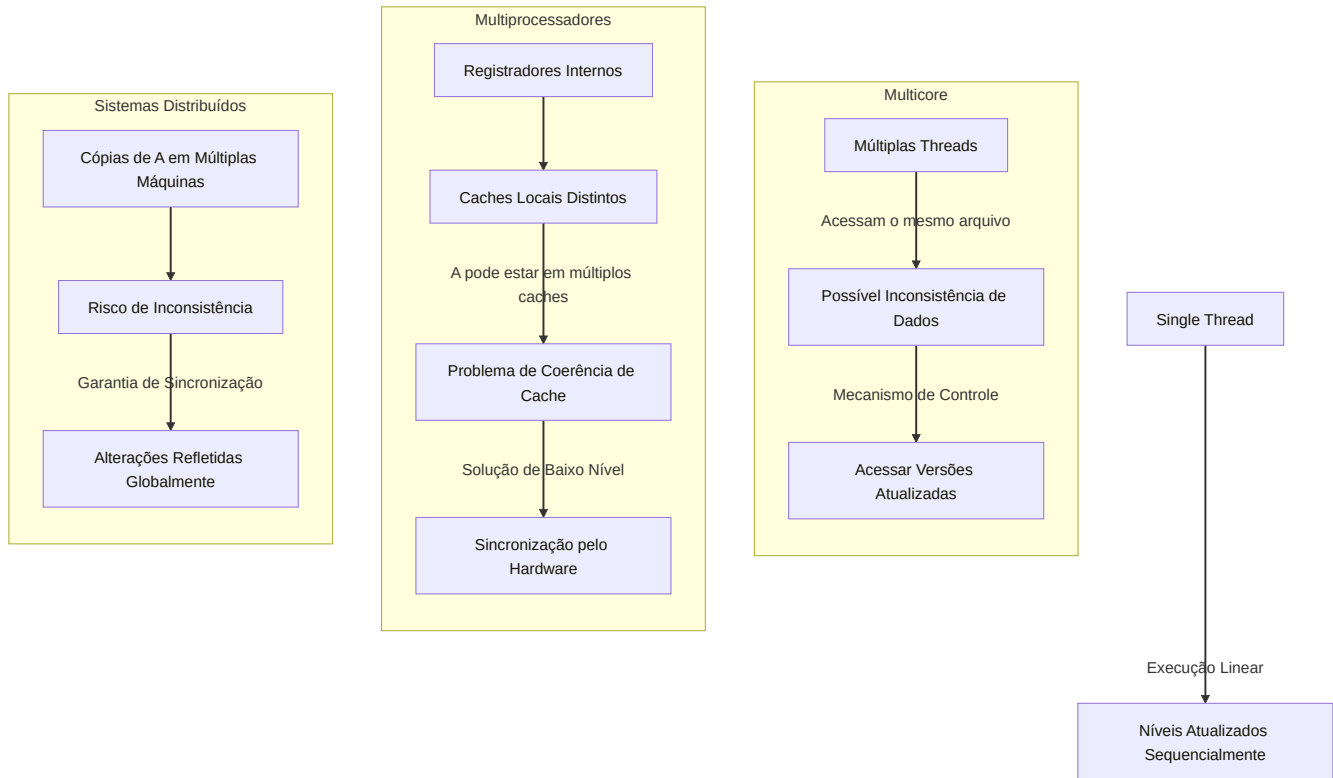 Sistemas Distribuídos
Cópias de A em Múltiplas
Máquinas
Risco de Inconsistência
Garantia de Sincronização
Alterações Refletidas
Globalmente
Multiprocessadores
Registradores Internos
Caches Locais Distintos
A pode estar em múltiplos
caches
Problema de Coerência de
Cache
Solução de Baixo Nível
Sincronização pelo
Hardware
Multicore
Múltiplas Threads
Acessam o mesmo arquivo
Possível Inconsistência de
Dados
Mecanismo de Controle
Acessar Versões
Atualizadas
Single Thread
Execução Linear
Níveis Atualizados
Sequencialmente